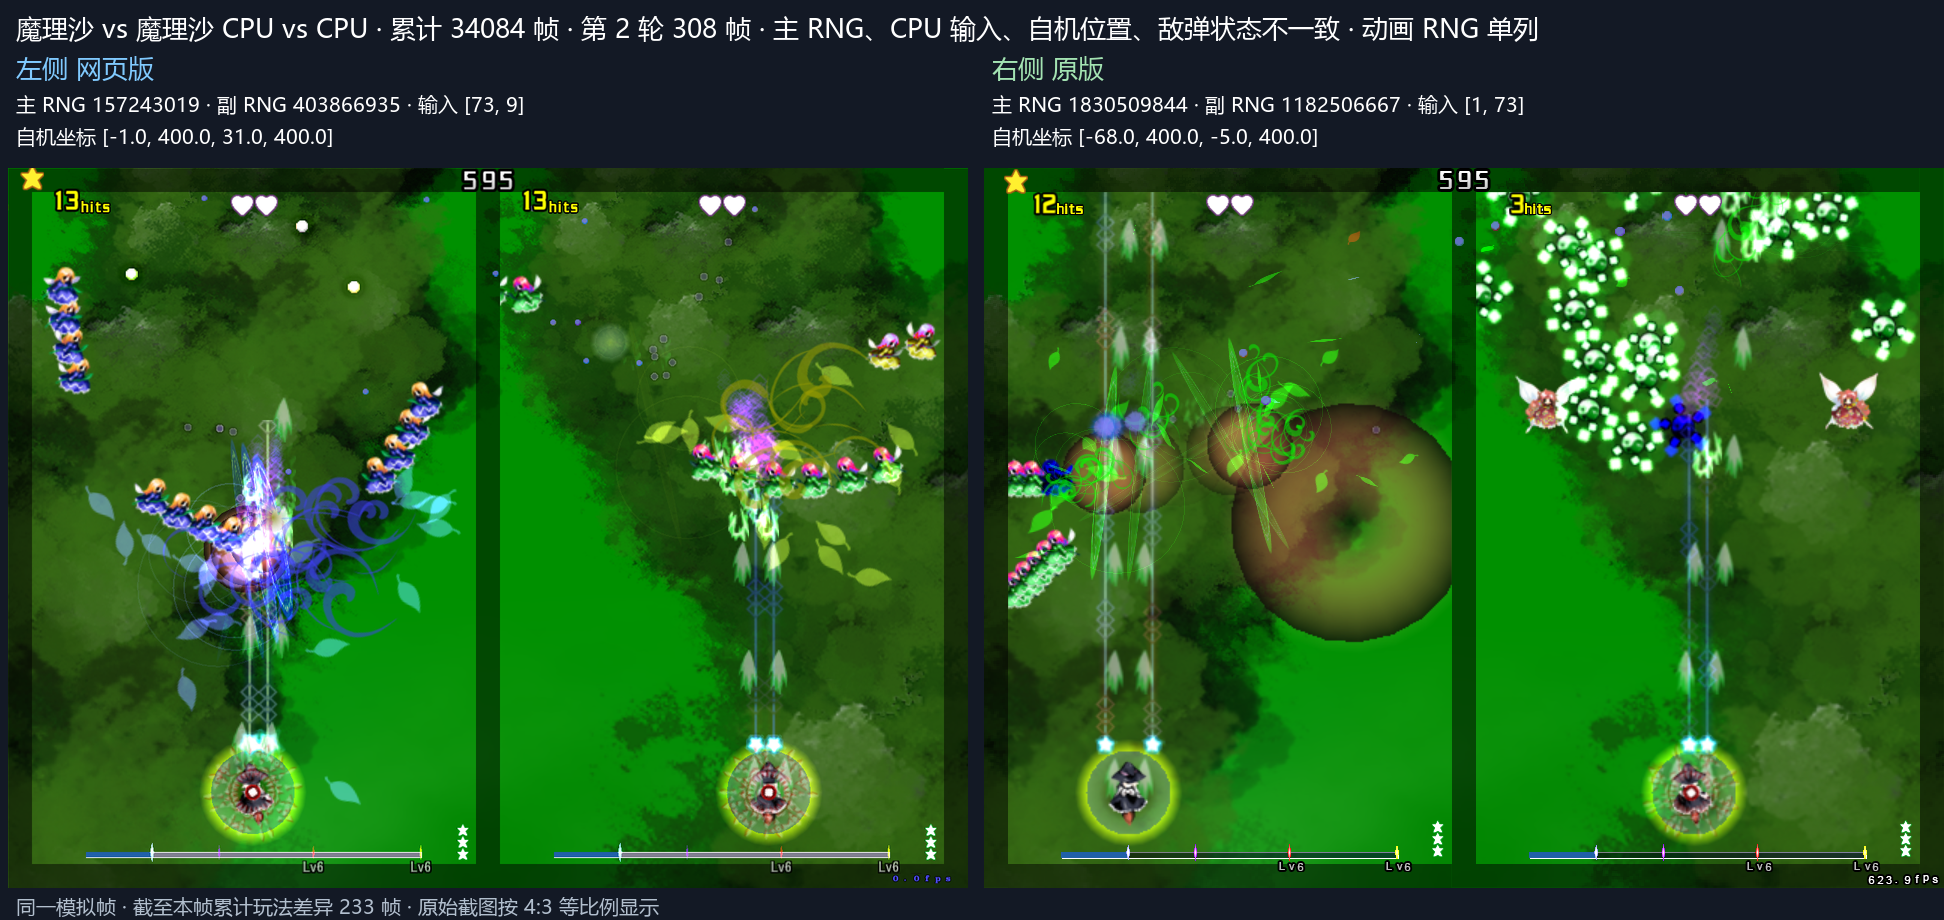 魔理沙 vs 魔理沙 CPU vs CPU · 累计 34084 帧 · 第 2 轮 308 帧 · 主 RNG、CPU 输入、自机位置、敌弹状态不一致 · 动画 RNG 单列
左侧 网页版
主 RNG 157243019 · 副 RNG 403866935 · 输入 [73, 9]
自机坐标 [-1.0, 400.0, 31.0, 400.0]
右侧 原版
主 RNG 1830509844 · 副 RNG 1182506667 · 输入 [1, 73]
自机坐标 [-68.0, 400.0, -5.0, 400.0]
595
13hits
13hits
Lv6
Lv6
Lv6
Lv6
0.0fps
595
12hits
3hits
Lv6
Lv6
Lv6
Lv6
623.9fps
同一模拟帧 · 截至本帧累计玩法差异 233 帧 · 原始截图按 4:3 等比例显示